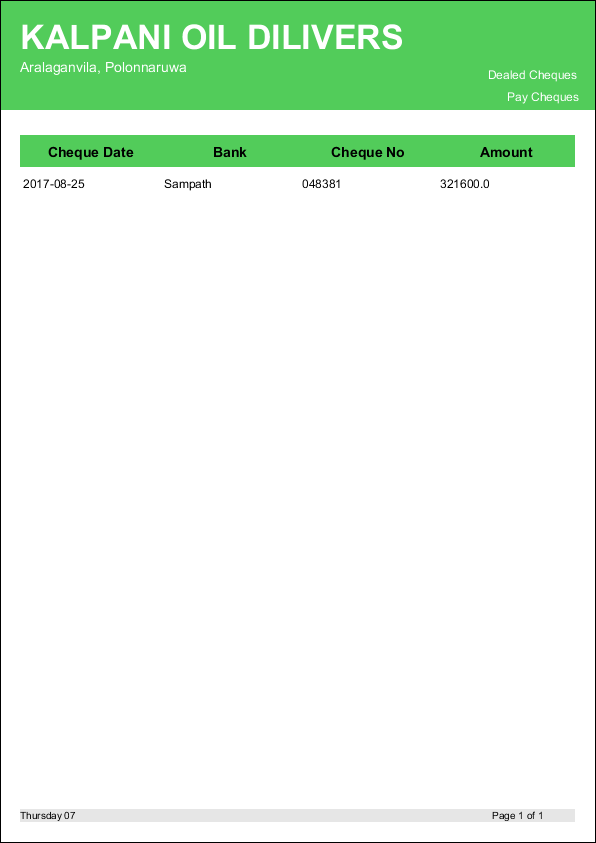 KALPANI OIL DILIVERS
Aralaganvila, Polonnaruwa
Dealed Cheques
Pay Cheques
Cheque Date Bank Cheque No Amount
2017-08-25 Sampath 048381 321600.0
Thursday 07 Page 1 of 1